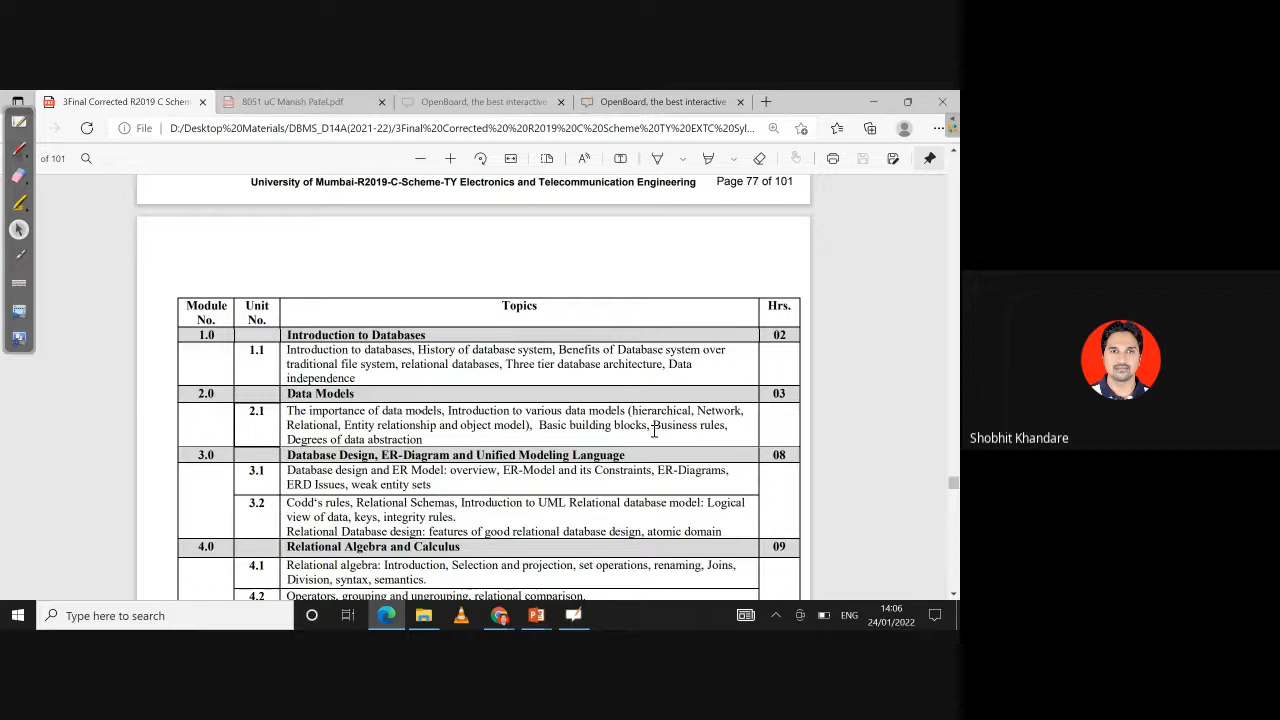 3Final Corrected R2019 C Schem
8051 uC Manish Patel.pdf
OpenBoard, the best interactive
OpenBoard, the best interactive
File
D:/Desktop%20Materials/DBMS_D14A(2021-22)/3Final%20Corrected%20%20R2019%20C%20Scheme%20TY%20EXTC%20Syl...
of 101
University of Mumbai-R2019-C-Scheme-TY Electronics and Telecommunication Engineering Page 77 of 101
Module No.
Unit No.
Topics
Hrs.
1.0 Introduction to Databases 02
1.1 Introduction to databases, History of database system, Benefits of Database system over
traditional file system, relational databases, Three tier database architecture, Data
independence
2.0 Data Models 03
2.1 The importance of data models, Introduction to various data models (hierarchical, Network,
Relational, Entity relationship and object model), Basic building blocks, Business rules,
Degrees of data abstraction
3.0 Database Design, ER-Diagram and Unified Modeling Language 08
3.1 Database design and ER Model: overview, ER-Model and its Constraints, ER-Diagrams,
ERD Issues, weak entity sets
3.2 Codd's rules, Relational Schemas, Introduction to UML Relational database model: Logical
view of data, keys, integrity rules.
Relational Database design: features of good relational database design, atomic domain
4.0 Relational Algebra and Calculus 09
4.1 Relational algebra: Introduction, Selection and projection, set operations, renaming, Joins,
Division, syntax, semantics.
4.2 Operators, grouping and ungrouping, relational comparison.
Shobhit Khandare
Type here to search
ENG
14:06
24/01/2022